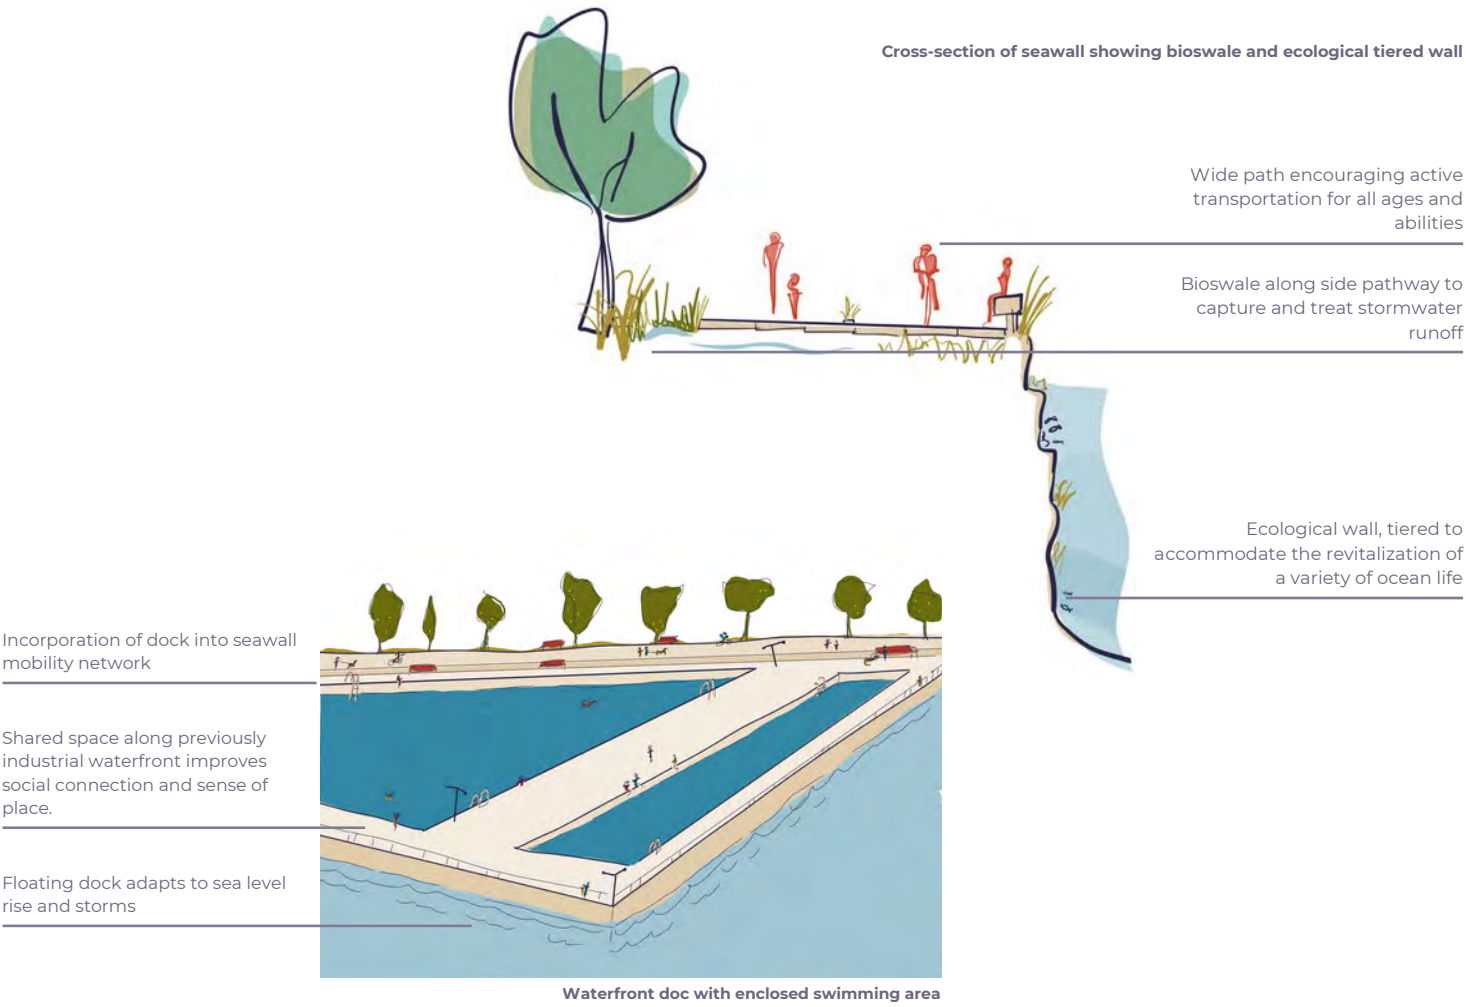 Cross-section of seawall showing bioswale and ecological tiered wall
Wide path encouraging active
transportation for all ages and
abilities
Bioswale along side pathway to
capture and treat stormwater
runoff
Ecological wall, tiered to
accommodate the revitalization of
a variety of ocean life
Incorporation of dock into seawall
mobility network
Shared space along previously
industrial waterfront improves
social connection and sense of
place.
Floating dock adapts to sea level
rise and storms
Waterfront doc with enclosed swimming area